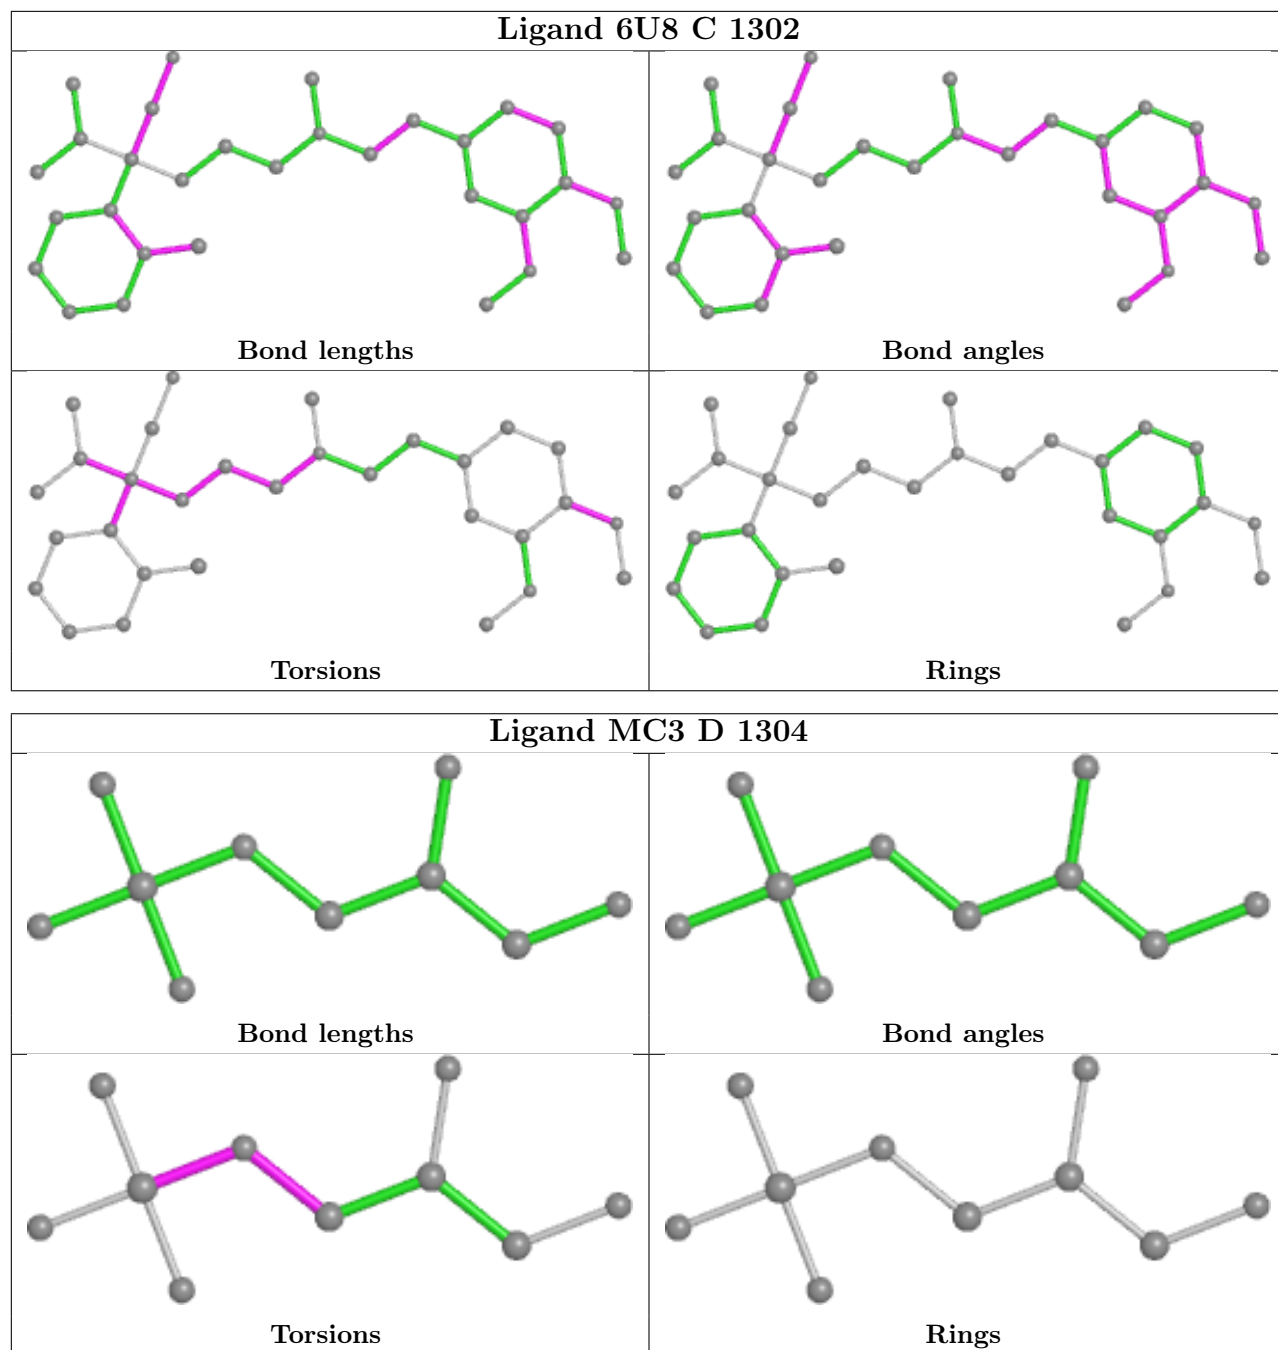 Ligand 6U8 C 1302
Bond lengths
Bond angles
Torsions
Rings
Ligand MC3 D 1304
Bond lengths
Bond angles
Torsions
Rings